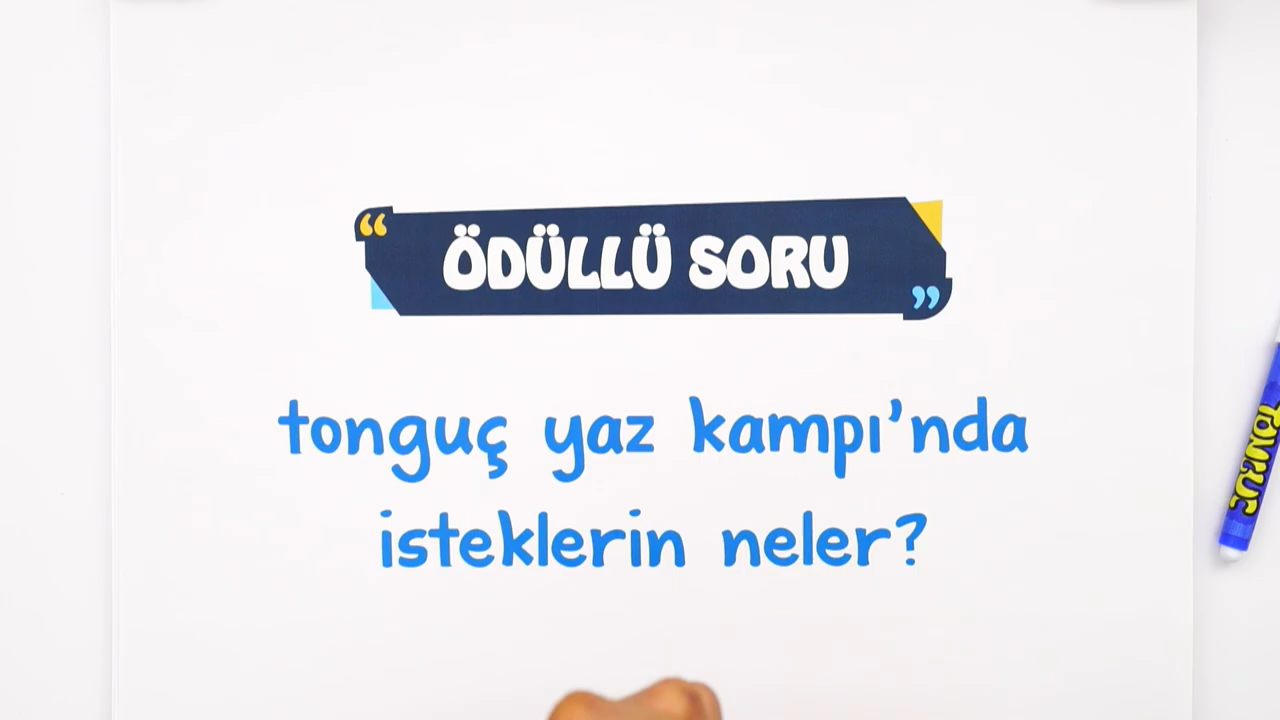 “ ÖDÜLLÜ SORU ”
tonguç yaz kampı’nda
isteklerin neler?